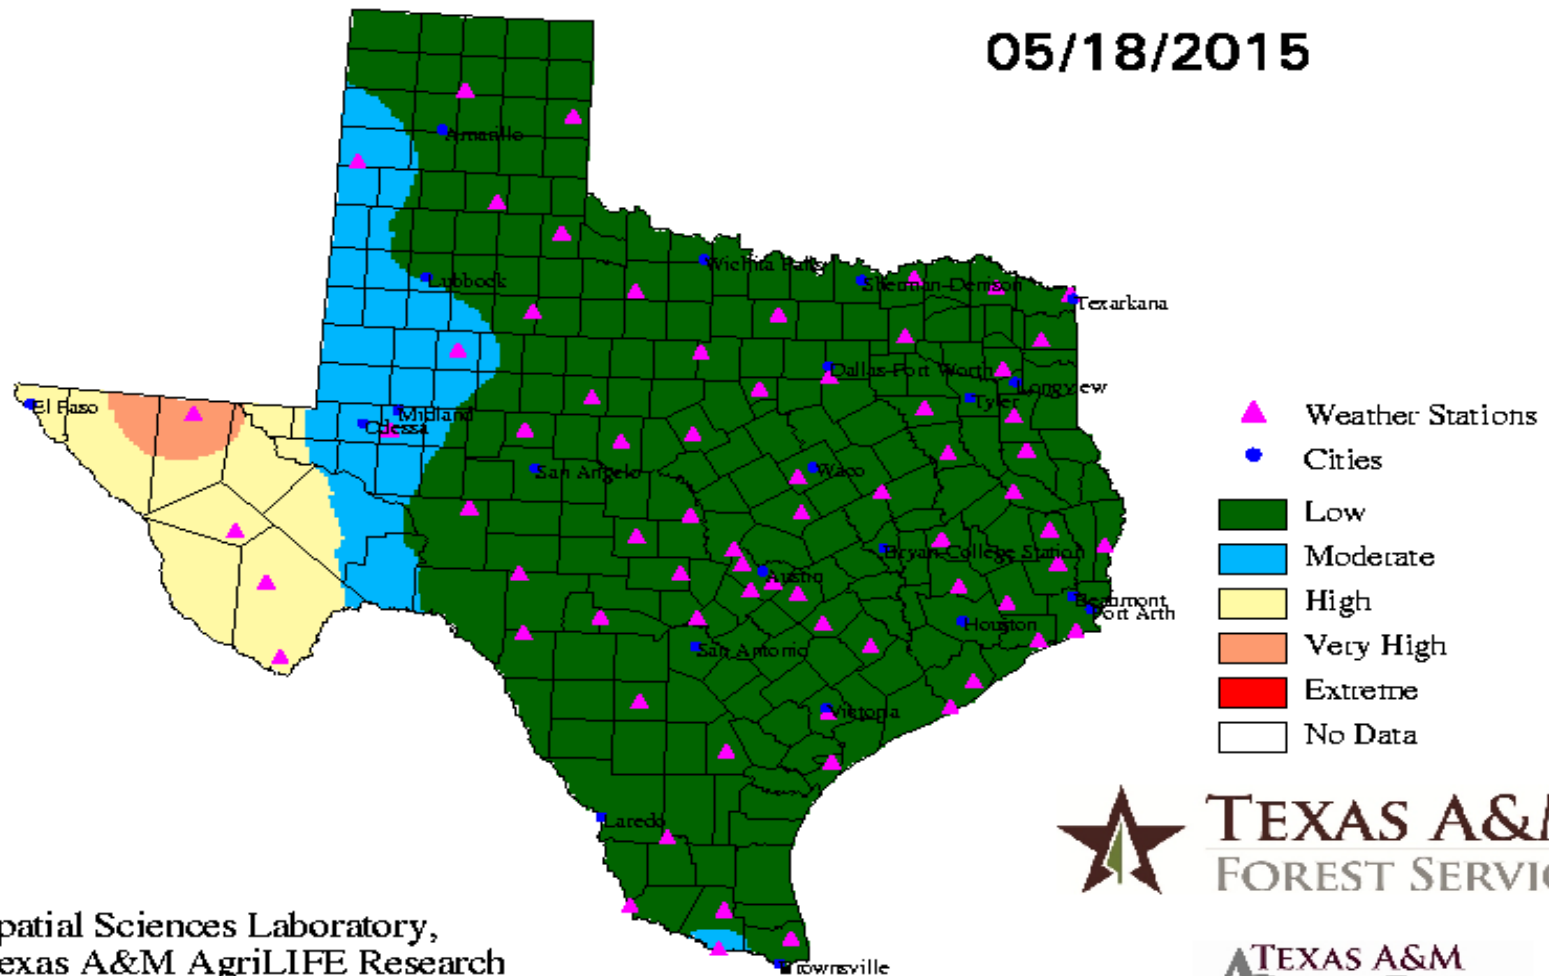 05/18/2015
Amarillo
Lubbock
Wichita Falls
Sherman-Denison
Texarkana
Dallas-Fort Worth
Longview
Tyler
El Paso
Midland
Odessa
San Angelo
Waco
Bryan-College Station
Austin
Beaumont
Port Arth
Houston
San Antonio
Victoria
Laredo
Brownsville
Weather Stations
Cities
Low
Moderate
High
Very High
Extreme
No Data
TEXAS A&M
FOREST SERVIC
patial Sciences Laboratory,
exas A&M AgriLIFE Research
TEXAS A&M